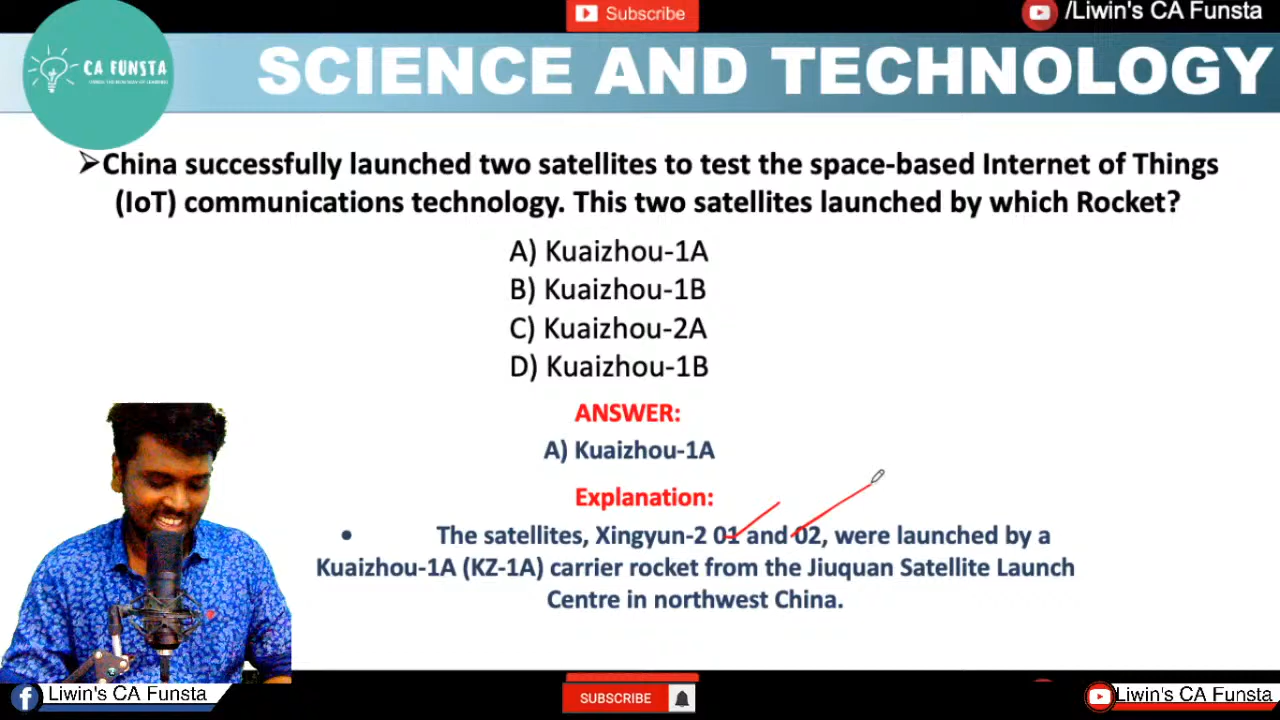 Subscribe
/Liwin's CA Funsta
CA FUNSTA
SCIENCE AND TECHNOLOGY
➢China successfully launched two satellites to test the space-based Internet of Things
(IoT) communications technology. This two satellites launched by which Rocket?
A) Kuaizhou-1A
B) Kuaizhou-1B
C) Kuaizhou-2A
D) Kuaizhou-1B
ANSWER:
A) Kuaizhou-1A
Explanation:
• The satellites, Xingyun-2 01 and 02, were launched by a
Kuaizhou-1A (KZ-1A) carrier rocket from the Jiuquan Satellite Launch
Centre in northwest China.
Liwin's CA Funsta
SUBSCRIBE
Liwin's CA Funsta